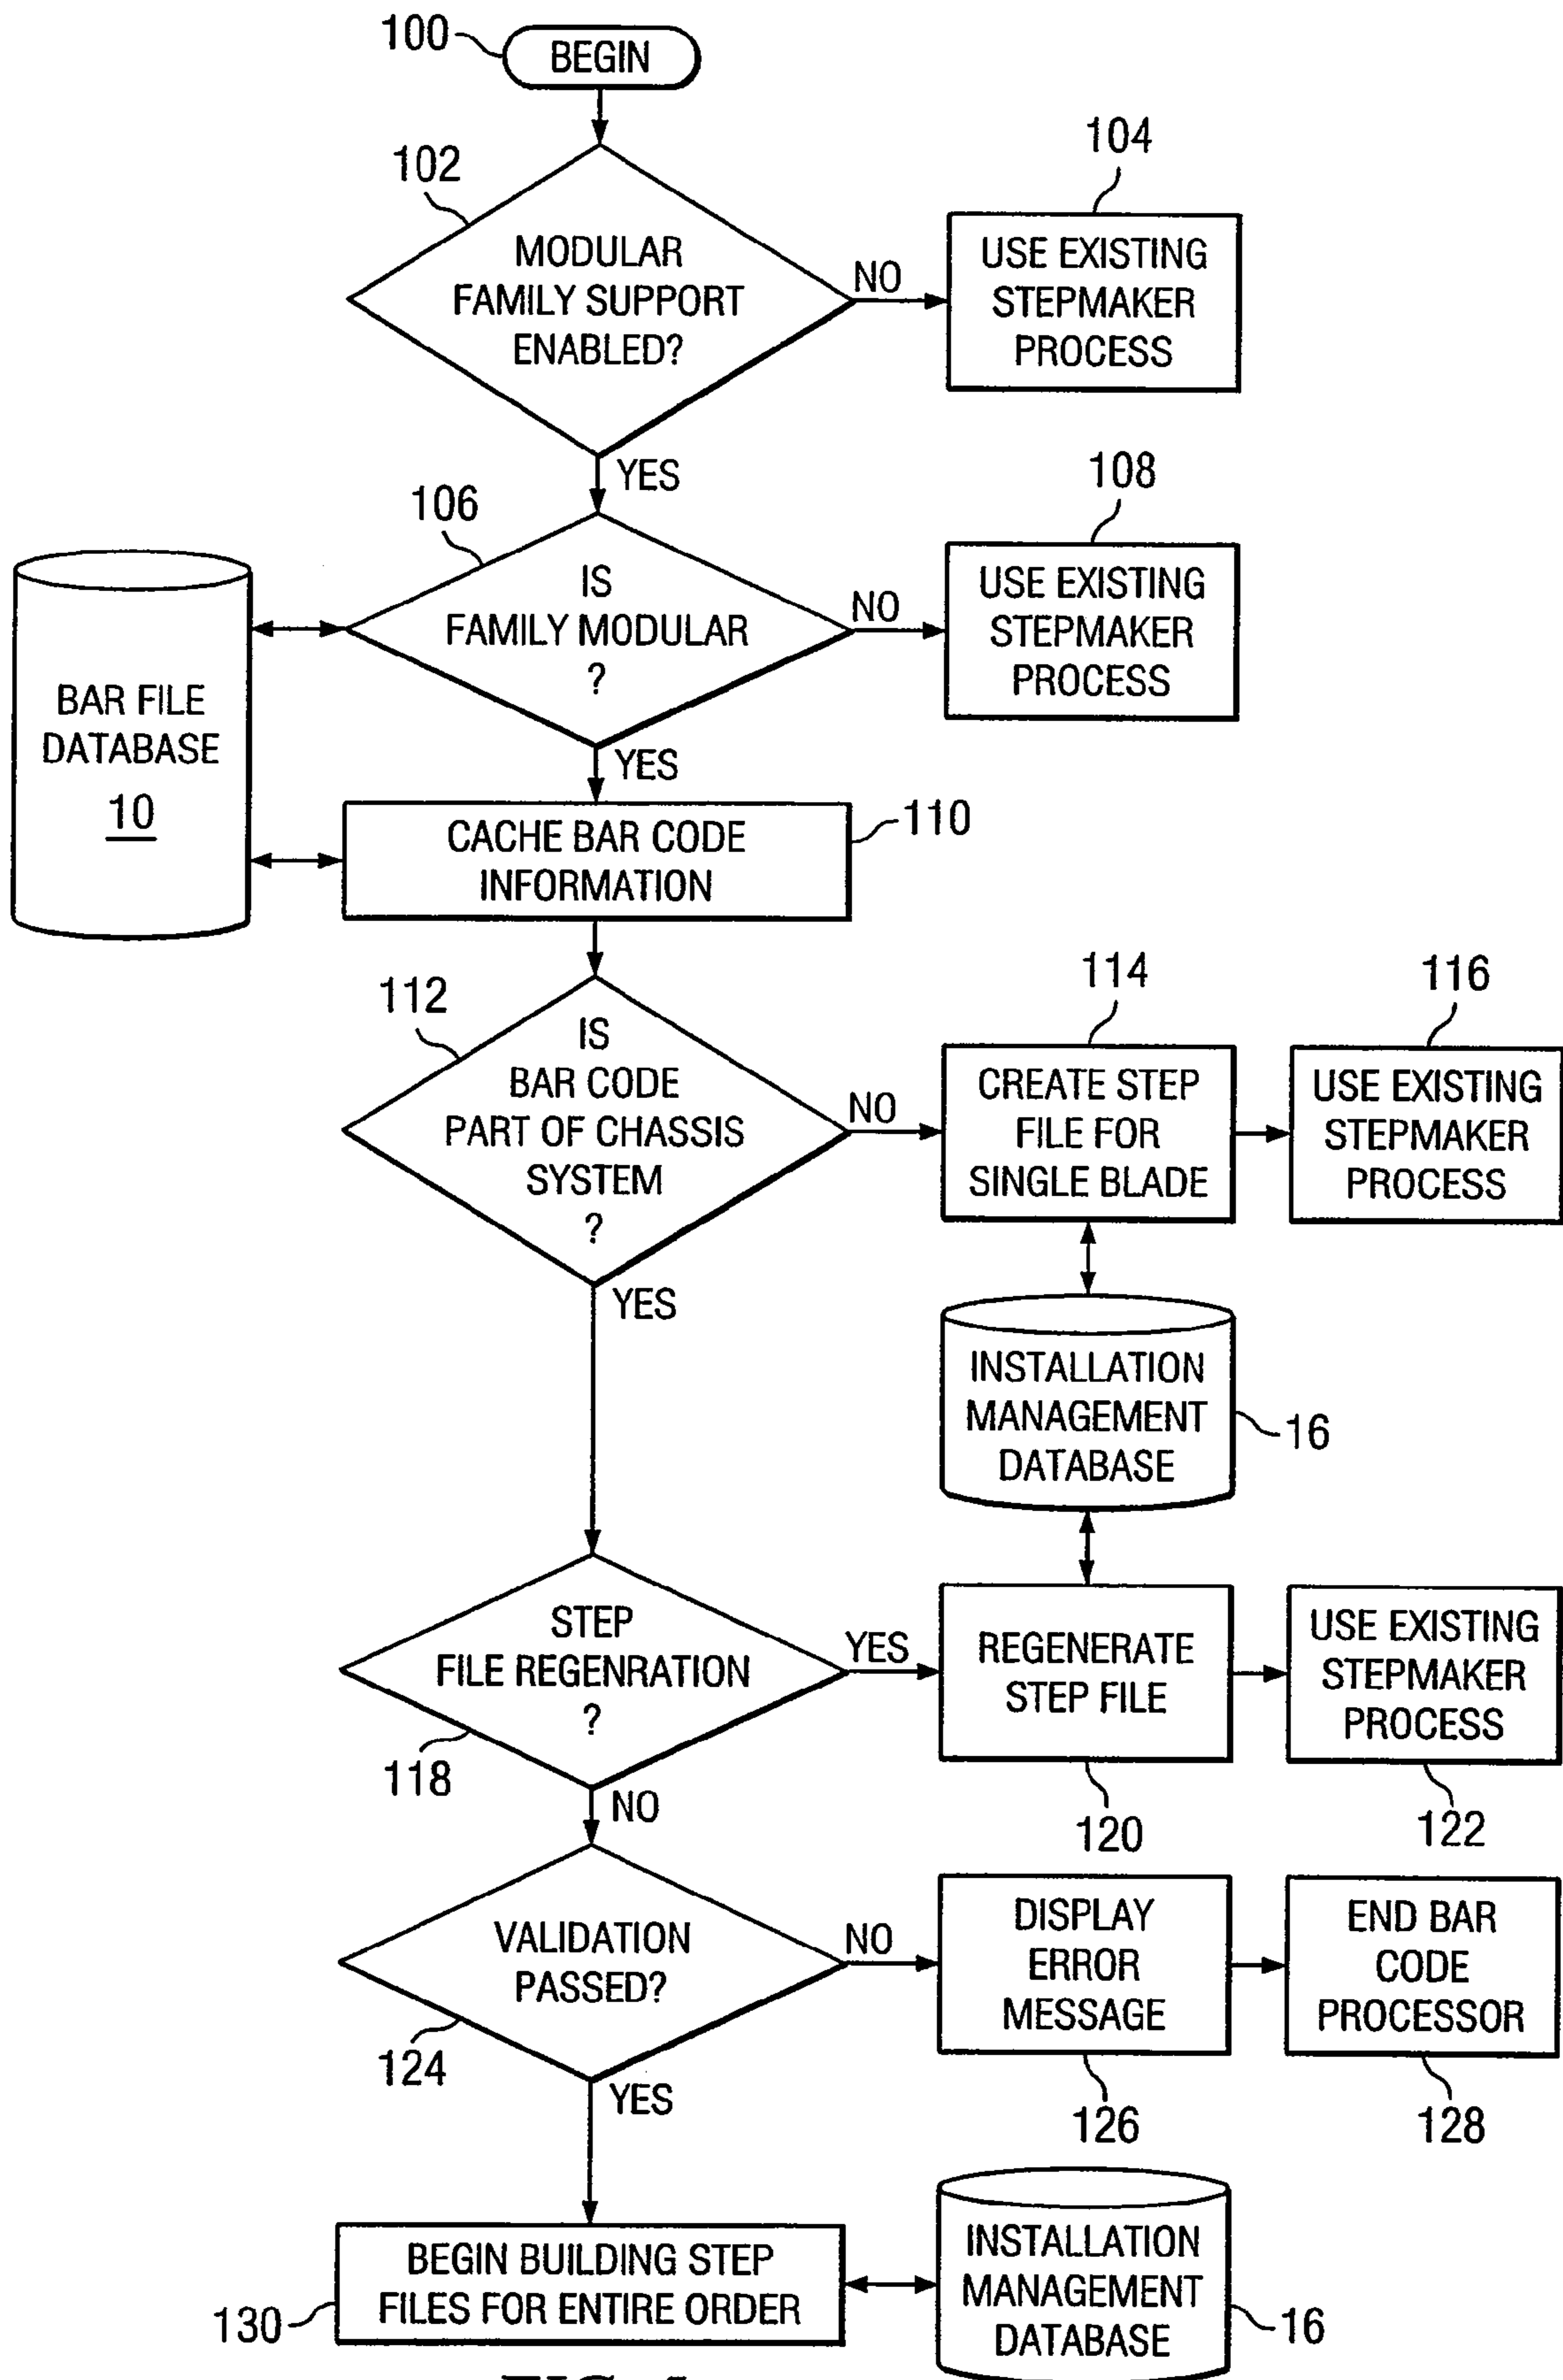 100
BEGIN
102
MODULAR
FAMILY SUPPORT
ENABLED?
NO
104
USE EXISTING
STEPMAKER
PROCESS
YES
106
IS
FAMILY MODULAR
?
NO
108
USE EXISTING
STEPMAKER
PROCESS
BAR FILE
DATABASE
10
YES
CACHE BAR CODE
INFORMATION
110
112
IS
BAR CODE
PART OF CHASSIS
SYSTEM
?
NO
114
CREATE STEP
FILE FOR
SINGLE BLADE
116
USE EXISTING
STEPMAKER
PROCESS
YES
INSTALLATION
MANAGEMENT
DATABASE
16
STEP
FILE REGENRATION
?
118
YES
REGENERATE
STEP FILE
120
USE EXISTING
STEPMAKER
PROCESS
122
NO
VALIDATION
PASSED?
124
NO
DISPLAY
ERROR
MESSAGE
126
END BAR
CODE
PROCESSOR
128
YES
BEGIN BUILDING STEP
FILES FOR ENTIRE ORDER
130
INSTALLATION
MANAGEMENT
DATABASE
16